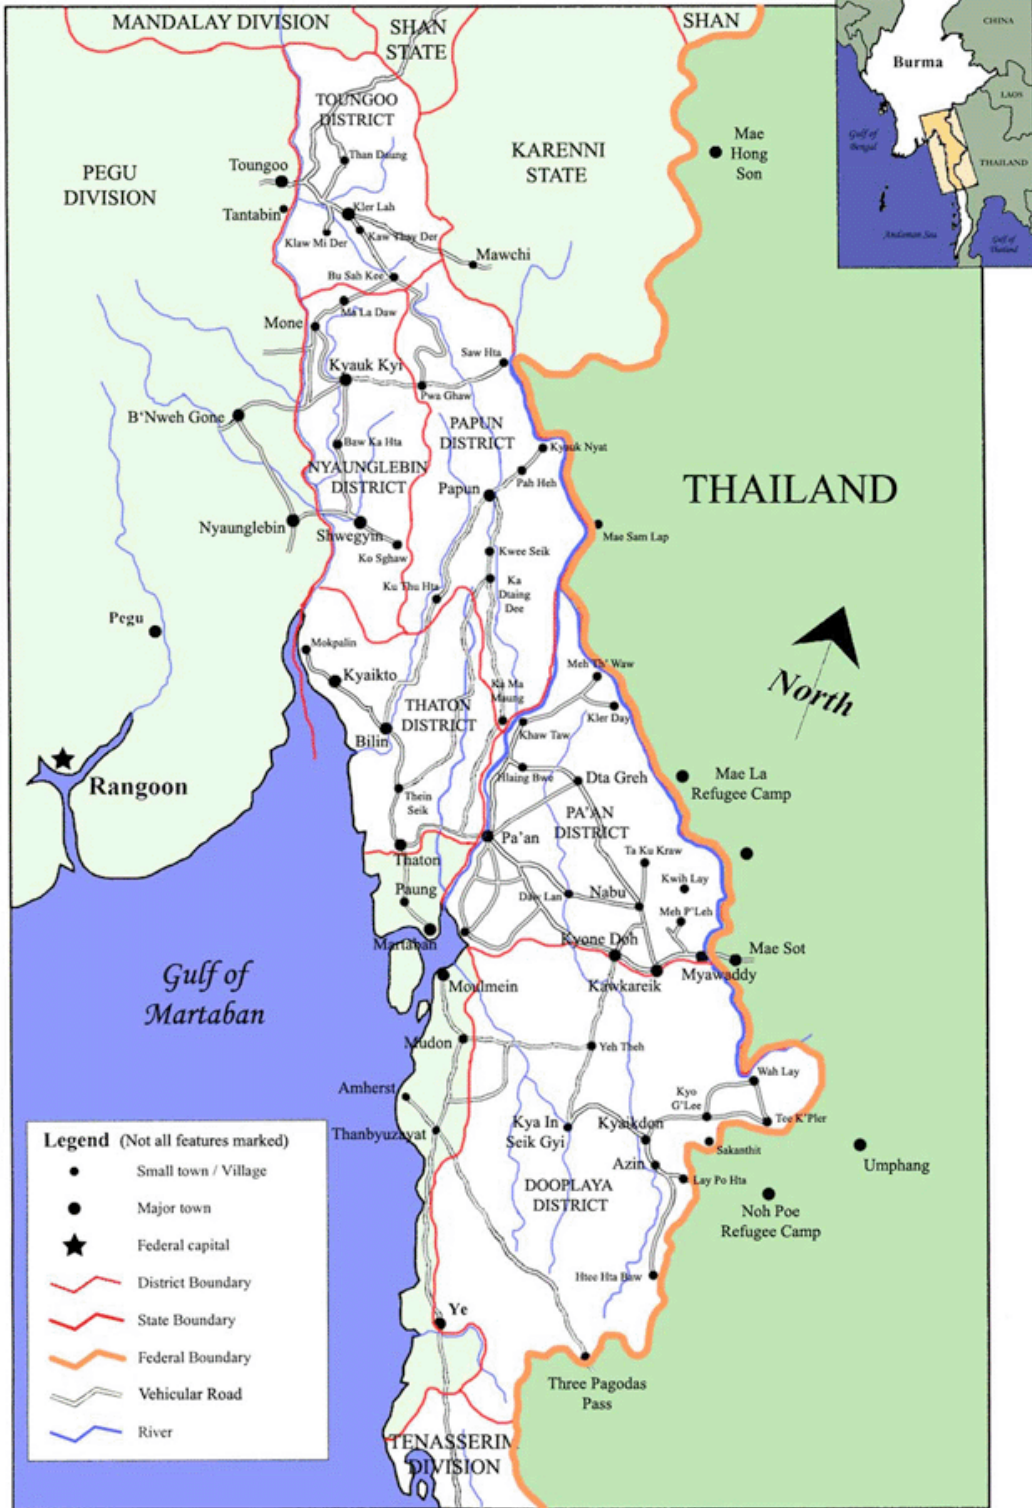 MANDALAY DIVISION
SHAN
STATE
SHAN
CHINA
Burma
LAOS
Gulf of
Bengal
THAILAND
Andaman Sea
Gulf of
Thailand
TOUNGOO
DISTRICT
Mae
Hong
Son
KARENNI
STATE
PEGU
DIVISION
Toungoo
Than Daung
Tantabin
Kler Lah
Klaw Mi Der
Kaw Thay Der
Mawchi
Bu Sah Kee
Ma La Daw
Mone
Kyauk Kyi
Saw Hta
Pwa Ghaw
B'Nweh Gone
PAPUN
DISTRICT
Baw Ka Hta
Kyauk Nyat
NYAUNGLEBIN
DISTRICT
Pah Heh
Papun
THAILAND
Nyaunglebin
Shwegyin
Mae Sam Lap
Ko Sghaw
Kwee Seik
Ku Thu Hta
Ka
Dtaing
Dee
Pegu
Mokpalin
Kyaikto
Meh Th' Waw
Ka Ma
Maung
North
THATON
DISTRICT
Kler Day
Bilin
Khaw Taw
Rangoon
Hlaing Bwe
Dta Greh
Mae La
Refugee Camp
Thein
Seik
PA'AN
DISTRICT
Pa'an
Thaton
Ta Ku Kraw
Kwih Lay
Paung
Daw Lan
Nabu
Meh P'Leh
Martaban
Kyone Doh
Mae Sot
Myawaddy
Kawkareik
Gulf of
Martaban
Moulmein
Mudon
Yeh Theh
Wah Lay
Amherst
Kyo
G'Lee
Tee K'Pler
Thanbyuzayat
Kya In
Seik Gyi
Kyaikdon
Sakanthit
Umphang
Azin
Lay Po Hta
DOOPLAYA
DISTRICT
Noh Poe
Refugee Camp
Htee Hta Baw
Ye
Three Pagodas
Pass
TENASSERIM
DIVISION
Legend (Not all features marked)
Small town / Village
Major town
Federal capital
District Boundary
State Boundary
Federal Boundary
Vehicular Road
River